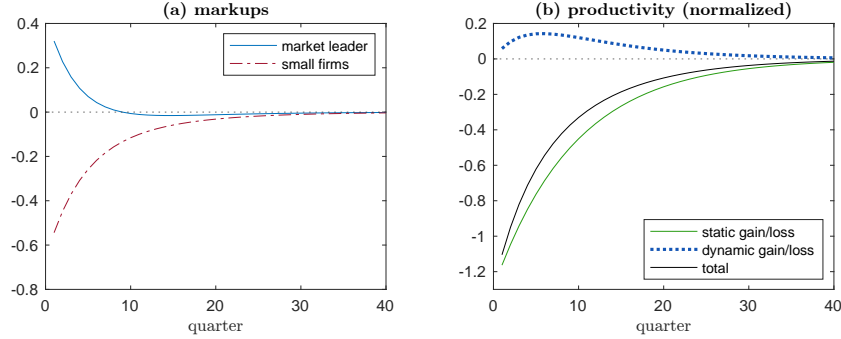 (a) markups
0.4
0.2
0
-0.2
-0.4
-0.6
-0.8
0
10
20
30
40
quarter
market leader
small firms
(b) productivity (normalized)
0.2
0
-0.2
-0.4
-0.6
-0.8
-1
-1.2
0
10
20
30
40
quarter
static gain/loss
dynamic gain/loss
total